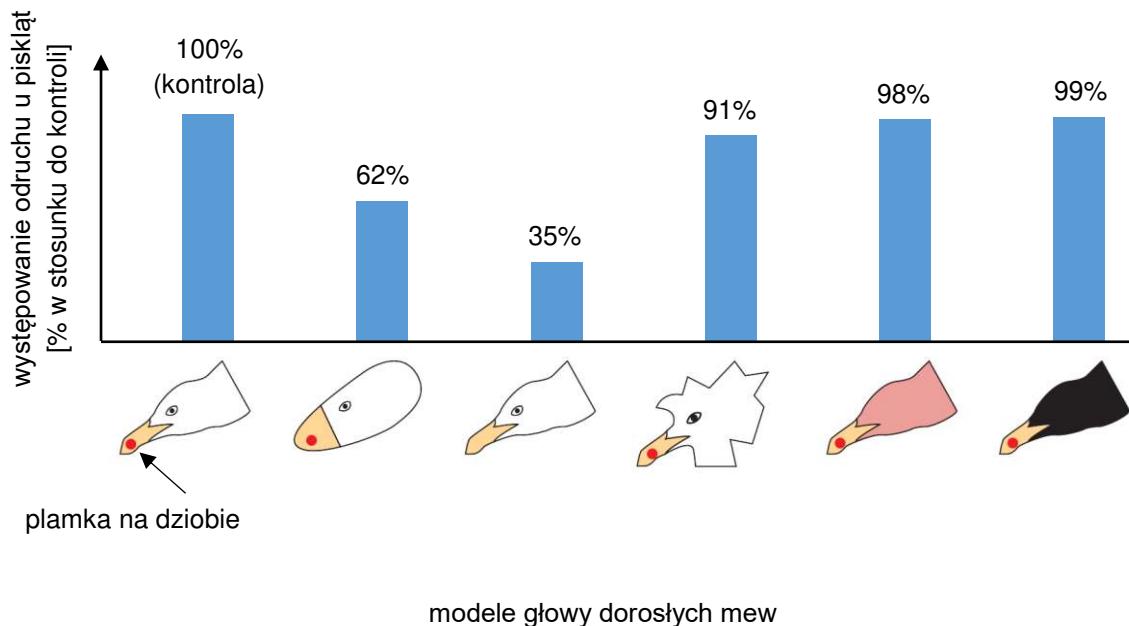 występowanie odruchu u piskląt
[% w stosunku do kontroli]
100%
(kontrola)
62%
35%
91%
98%
99%
plamka na dziobie
modele głowy dorosłych mew